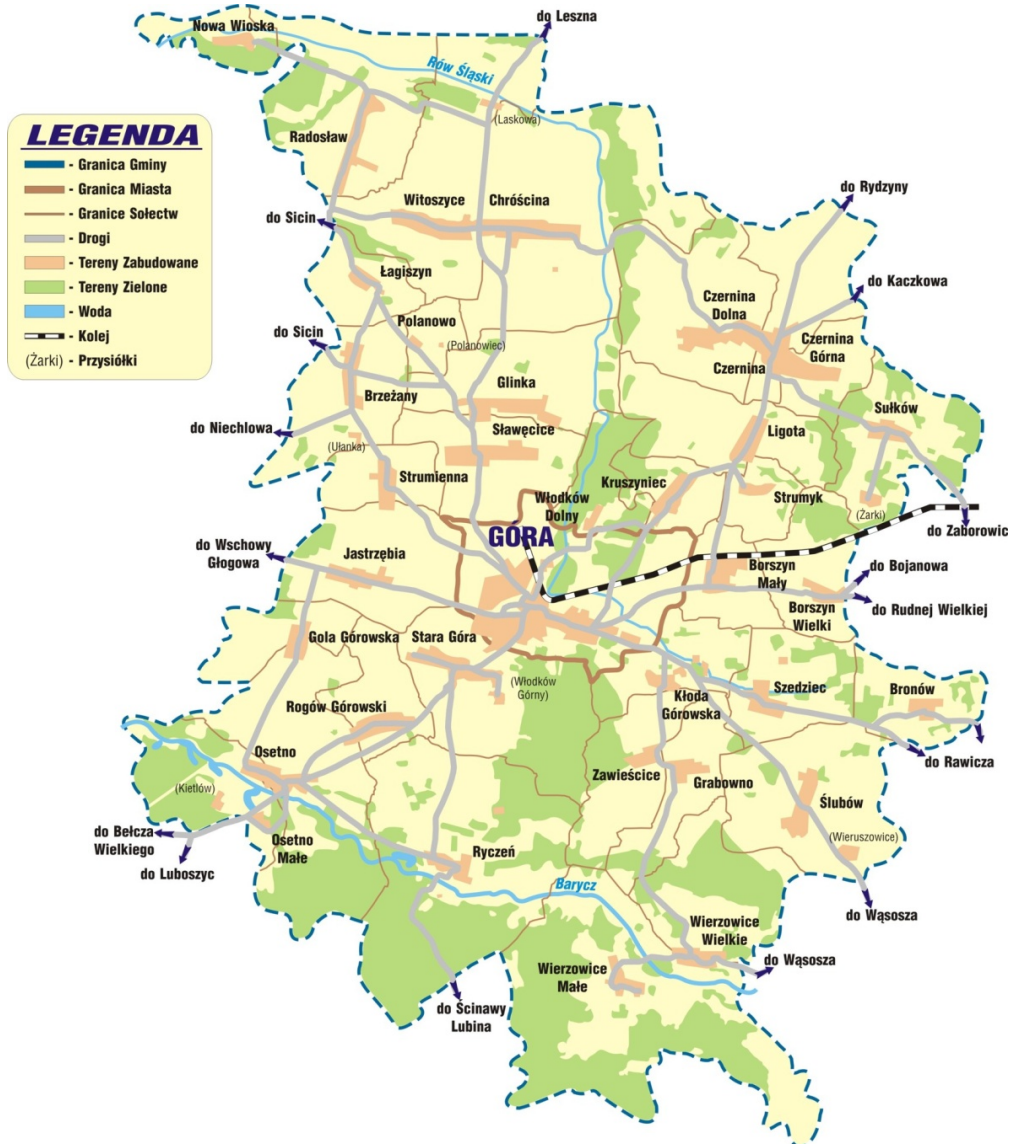 do Leszna
Nowa Wioska
Rów Śląski
(Laskowa)
LEGENDA
- Granica Gminy
- Granica Miasta
- Granice Sołectw
- Drogi
- Tereny Zabudowane
- Tereny Zielone
- Woda
- Kolej
(Żarki) - Przysiółki
Radosław
do Rydzyny
Witoszyce
Chróścina
do Sicin
Łagiszyn
do Kaczkowa
Czernina
Dolna
Polanowo
(Polanowiec)
do Sicin
Czernina
Górna
Czernina
Glinka
Brzeżany
Sułków
do Niechlowa
Sławęcice
Ligota
(Ułanka)
Strumienna
Kruszyniec
Strumyk
Włodków
Dolny
(Żarki)
GÓRA
do Zaborowic
do Wschowy
Głogowa
Jastrzębia
Borszyn
Mały
do Bojanowa
Borszyn
Wielki
do Rudnej Wielkiej
Gola Górowska
Stara Góra
(Włodków
Górny)
Kłoda
Górowska
Szedziec
Bronów
Rogów Górowski
Osetno
do Rawicza
Zawieścice
Grabowno
(Kietlów)
Ślubów
(Wieruszowice)
do Bełcza
Wielkiego
Osetno
Małe
Ryczeń
do Luboszyc
Barycz
do Wąsosza
Wierzowice
Wielkie
do Wąsosza
Wierzowice
Małe
do Ścinawy
Lubina